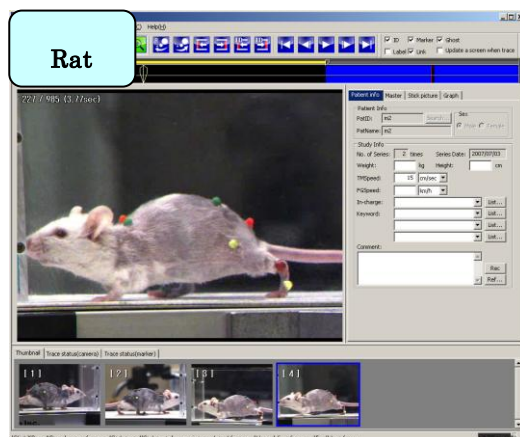 Rat
Help(H)
ID Marker Ghost
Label Link Update a screen when trace
227 / 985 (3.77sec)
Patient info Master Stick picture Graph
Patient Info
PatID: m2 Search... Sex
PatName: m2 Male Female
Study Info
No. of Series: 2 times Series Date: 2007/07/03
Weight: kg Height: cm
TMSpeed: 15 cm/sec
PGSpeed: km/h
In-charge: List...
Keyword: List...
List...
List...
Comment:
Rec
Ref...
Thumbnail Trace status(camera) Trace status(marker)
[1] [2] [3] [4]